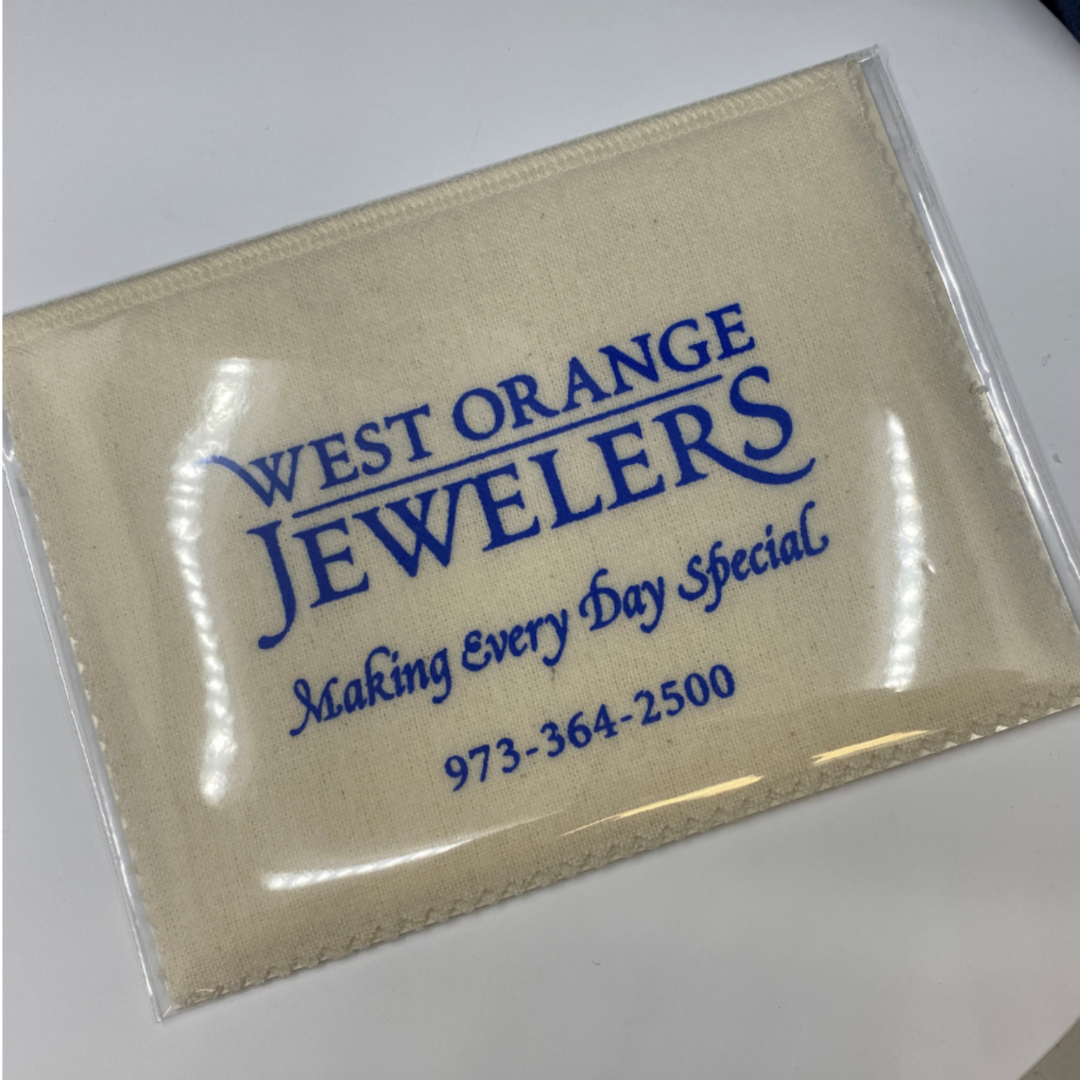 WEST ORANGE
JEWELERS
Making Every Day Special
973-364-2500